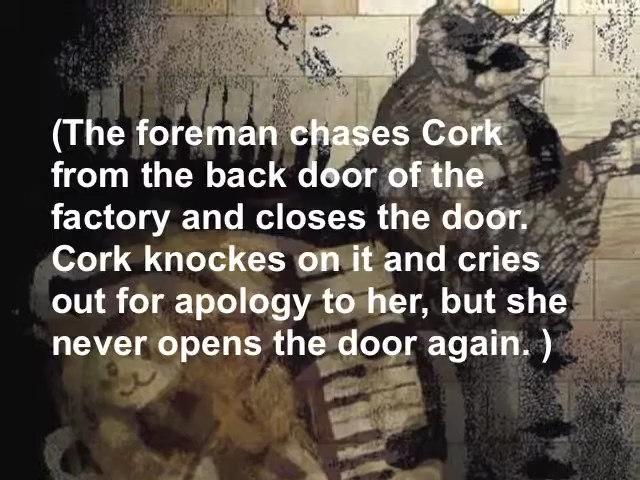 (The foreman chases Cork
from the back door of the
factory and closes the door.
Cork knockes on it and cries
out for apology to her, but she
never opens the door again. )